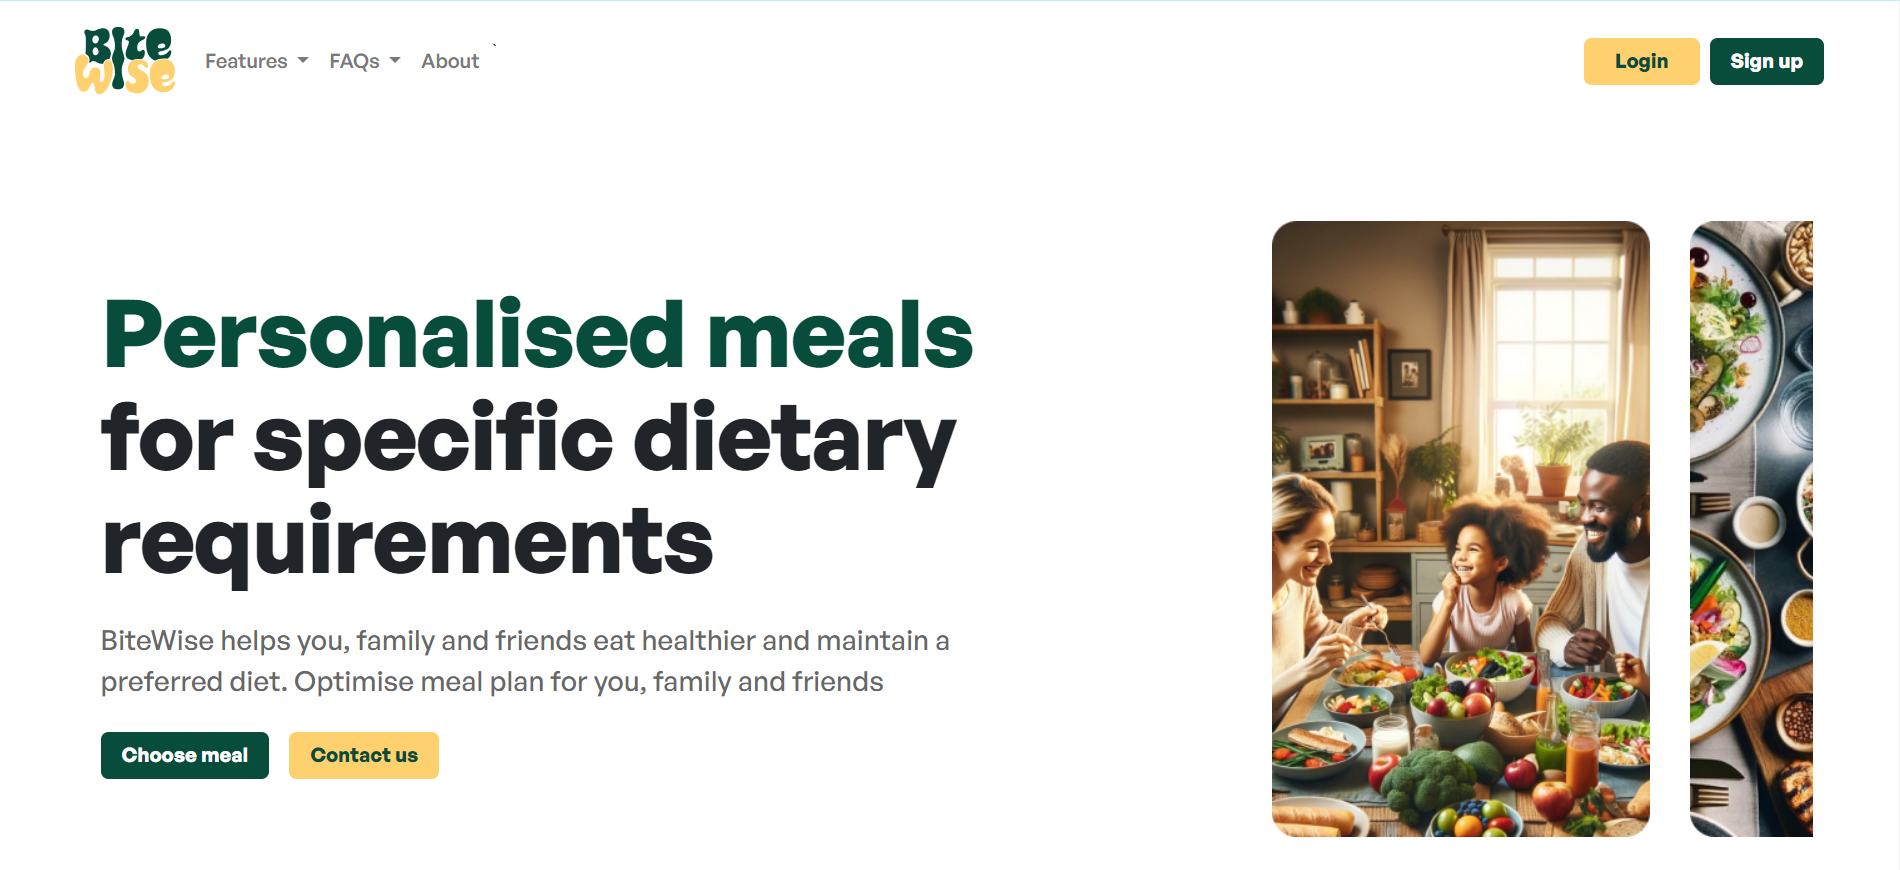 BIte
wIse
Features
FAQs
About
`
Login
Sign up
Personalised meals
for specific dietary
requirements
BiteWise helps you, family and friends eat healthier and maintain a
preferred diet. Optimise meal plan for you, family and friends
Choose meal
Contact us